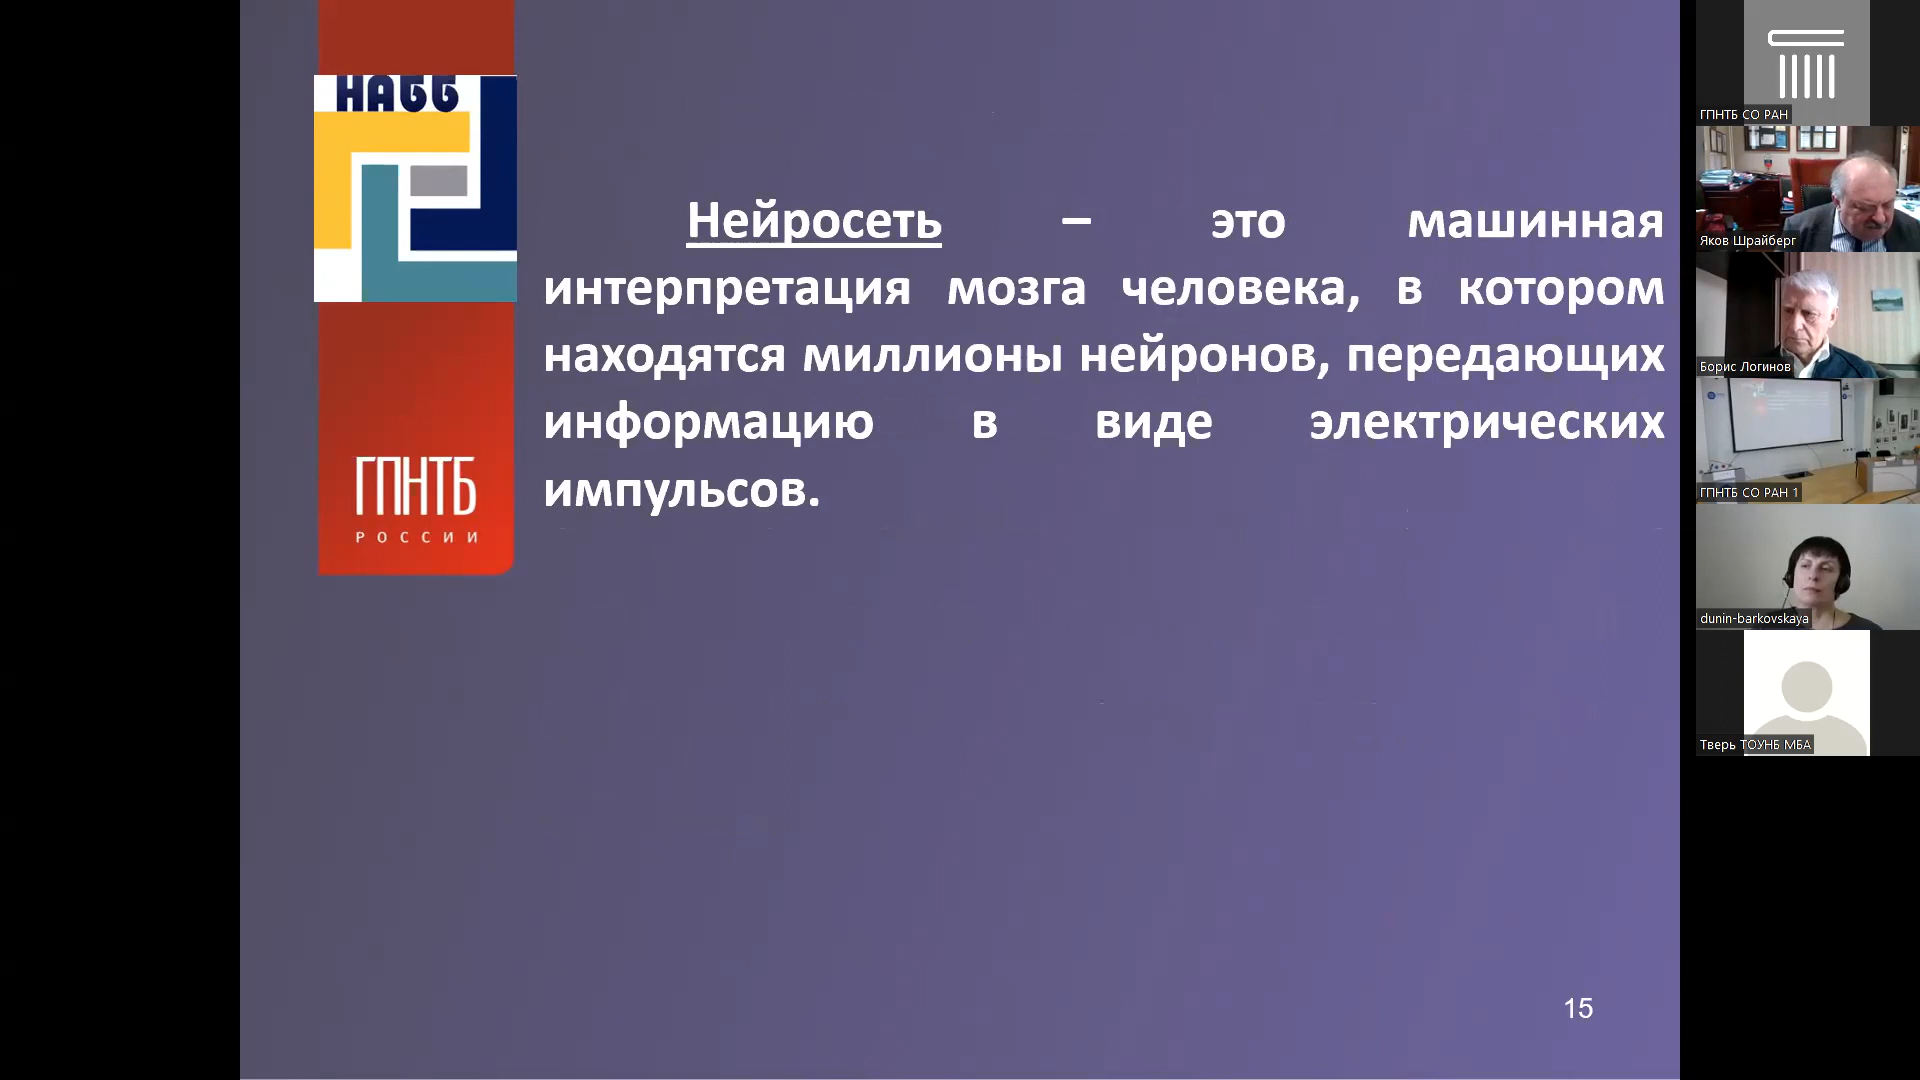 НАББ
Нейросеть – это машинная
интерпретация мозга человека, в котором
находятся миллионы нейронов, передающих
информацию в виде электрических
импульсов.
ГПНТБ
РОССИИ
15
ГПНТБ СО РАН
Яков Шрайберг
Борис Логинов
ГПНТБ СО РАН 1
dunin-barkovskaya
Тверь ТОУНБ МБА